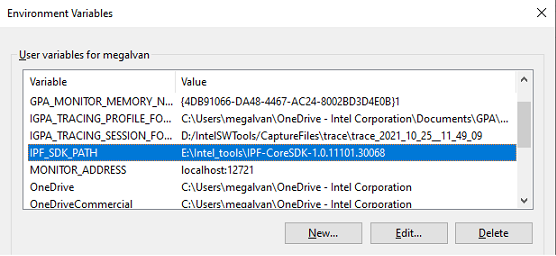 Environment Variables
User variables for megalvan
Variable Value
GPA_MONITOR_MEMORY_N... {4DB91066-DA48-4467-AC24-8002BD3D4E0B}1
IGPA_TRACING_PROFILE_FO... C:\Users\megalvan\OneDrive - Intel Corporation\Documents\GPA\...
IGPA_TRACING_SESSION_FO... D:/IntelSWTools/CaptureFiles\trace\trace_2021_10_25__11_49_09
IPF_SDK_PATH E:\Intel_tools\IPF-CoreSDK-1.0.11101.30068
MONITOR_ADDRESS localhost:12721
OneDrive C:\Users\megalvan\OneDrive - Intel Corporation
OneDriveCommercial C:\Users\megalvan\OneDrive - Intel Corporation
New... Edit... Delete